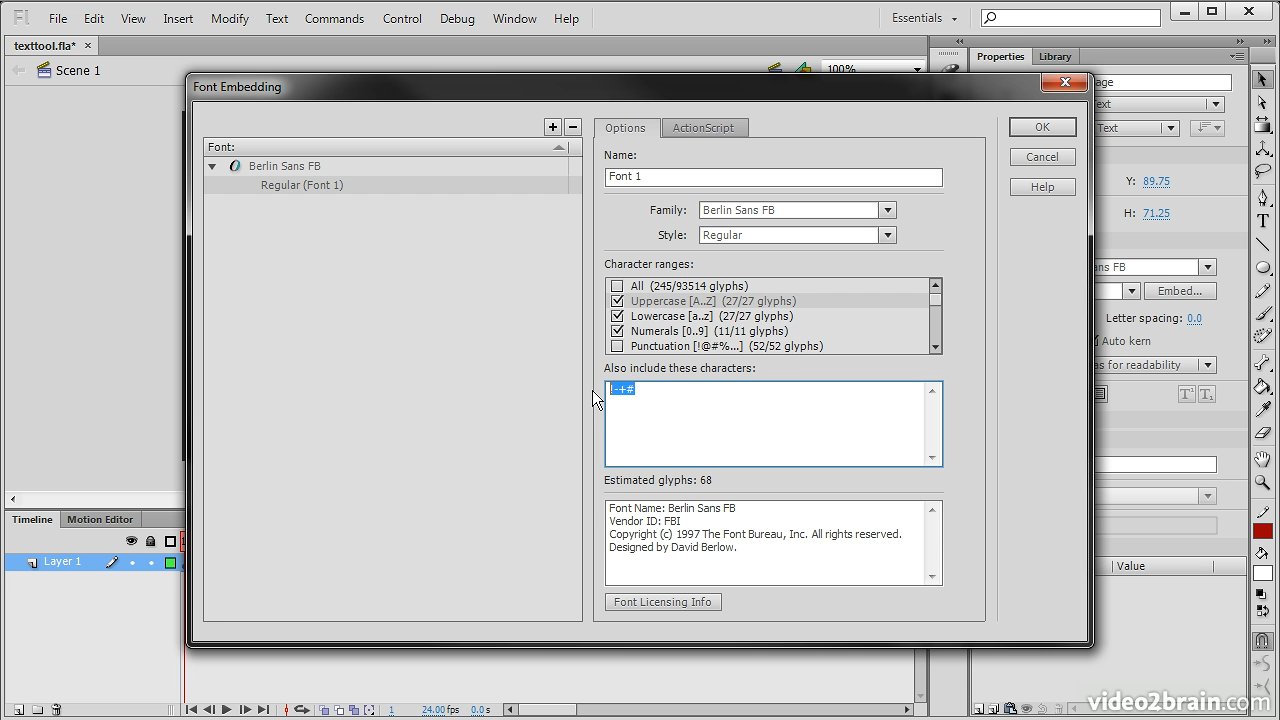 Fl File Edit View Insert Modify Text Commands Control Debug Window Help Essentials
texttool.fla* ×
Properties Library
Scene 1
100%
Font Embedding
Font:
Berlin Sans FB
Regular (Font 1)
Options ActionScript
Name:
Font 1
Family: Berlin Sans FB
Style: Regular
Character ranges:
All (245/93514 glyphs)
Uppercase [A..Z] (27/27 glyphs)
Lowercase [a..z] (27/27 glyphs)
Numerals [0..9] (11/11 glyphs)
Punctuation [!@#%...] (52/52 glyphs)
Also include these characters:
!-+#
Estimated glyphs: 68
Font Name: Berlin Sans FB
Vendor ID: FBI
Copyright (c) 1997 The Font Bureau, Inc. All rights reserved.
Designed by David Berlow.
Font Licensing Info
OK
Cancel
Help
Text
Y: 89.75
H: 71.25
FB
Embed...
Letter spacing: 0.0
Auto kern
for readability
Value
Timeline Motion Editor
Layer 1
1 24.00 fps 0.0 s
video2brain.com